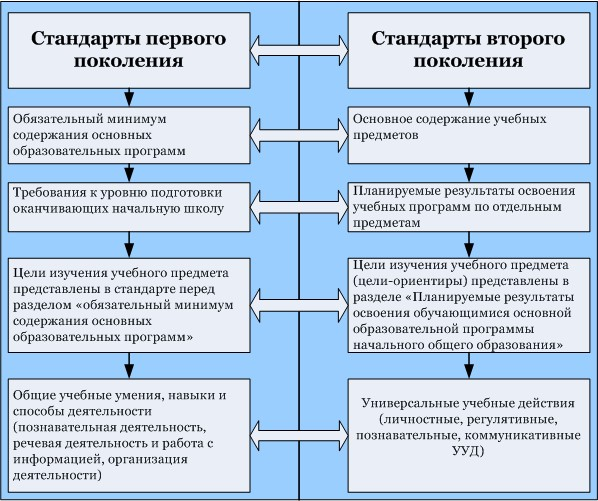 Стандарты первого
поколения
Стандарты второго
поколения
Обязательный минимум
содержания основных
образовательных программ
Основное содержание учебных
предметов
Требования к уровню подготовки
оканчивающих начальную школу
Планируемые результаты освоения
учебных программ по отдельным
предметам
Цели изучения учебного предмета
представлены в стандарте перед
разделом «обязательный минимум
содержания основных
образовательных программ»
Цели изучения учебного предмета
(цели-ориентиры) представлены в
разделе «Планируемые результаты
освоения обучающимися основной
образовательной программы
начального общего образования»
Общие учебные умения, навыки и
способы деятельности
(познавательная деятельность,
речевая деятельность и работа с
информацией, организация
деятельности)
Универсальные учебные действия
(личностные, регулятивные,
познавательные, коммуникативные
УУД)